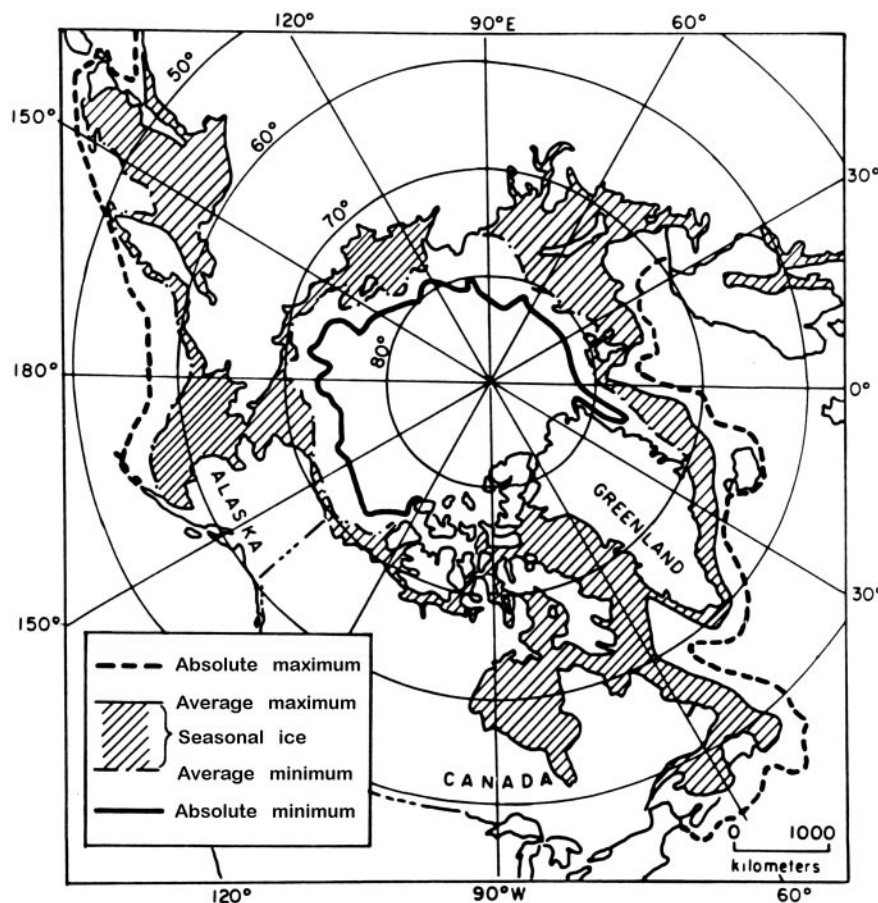 120°
90°E
60°
50°
150°
60°
30°
70°
80°
180°
0°
ALASKA
GREENLAND
150°
30°
Absolute maximum
Average maximum
Seasonal ice
Average minimum
Absolute minimum
CANADA
0 1000
kilometers
120°
90°W
60°